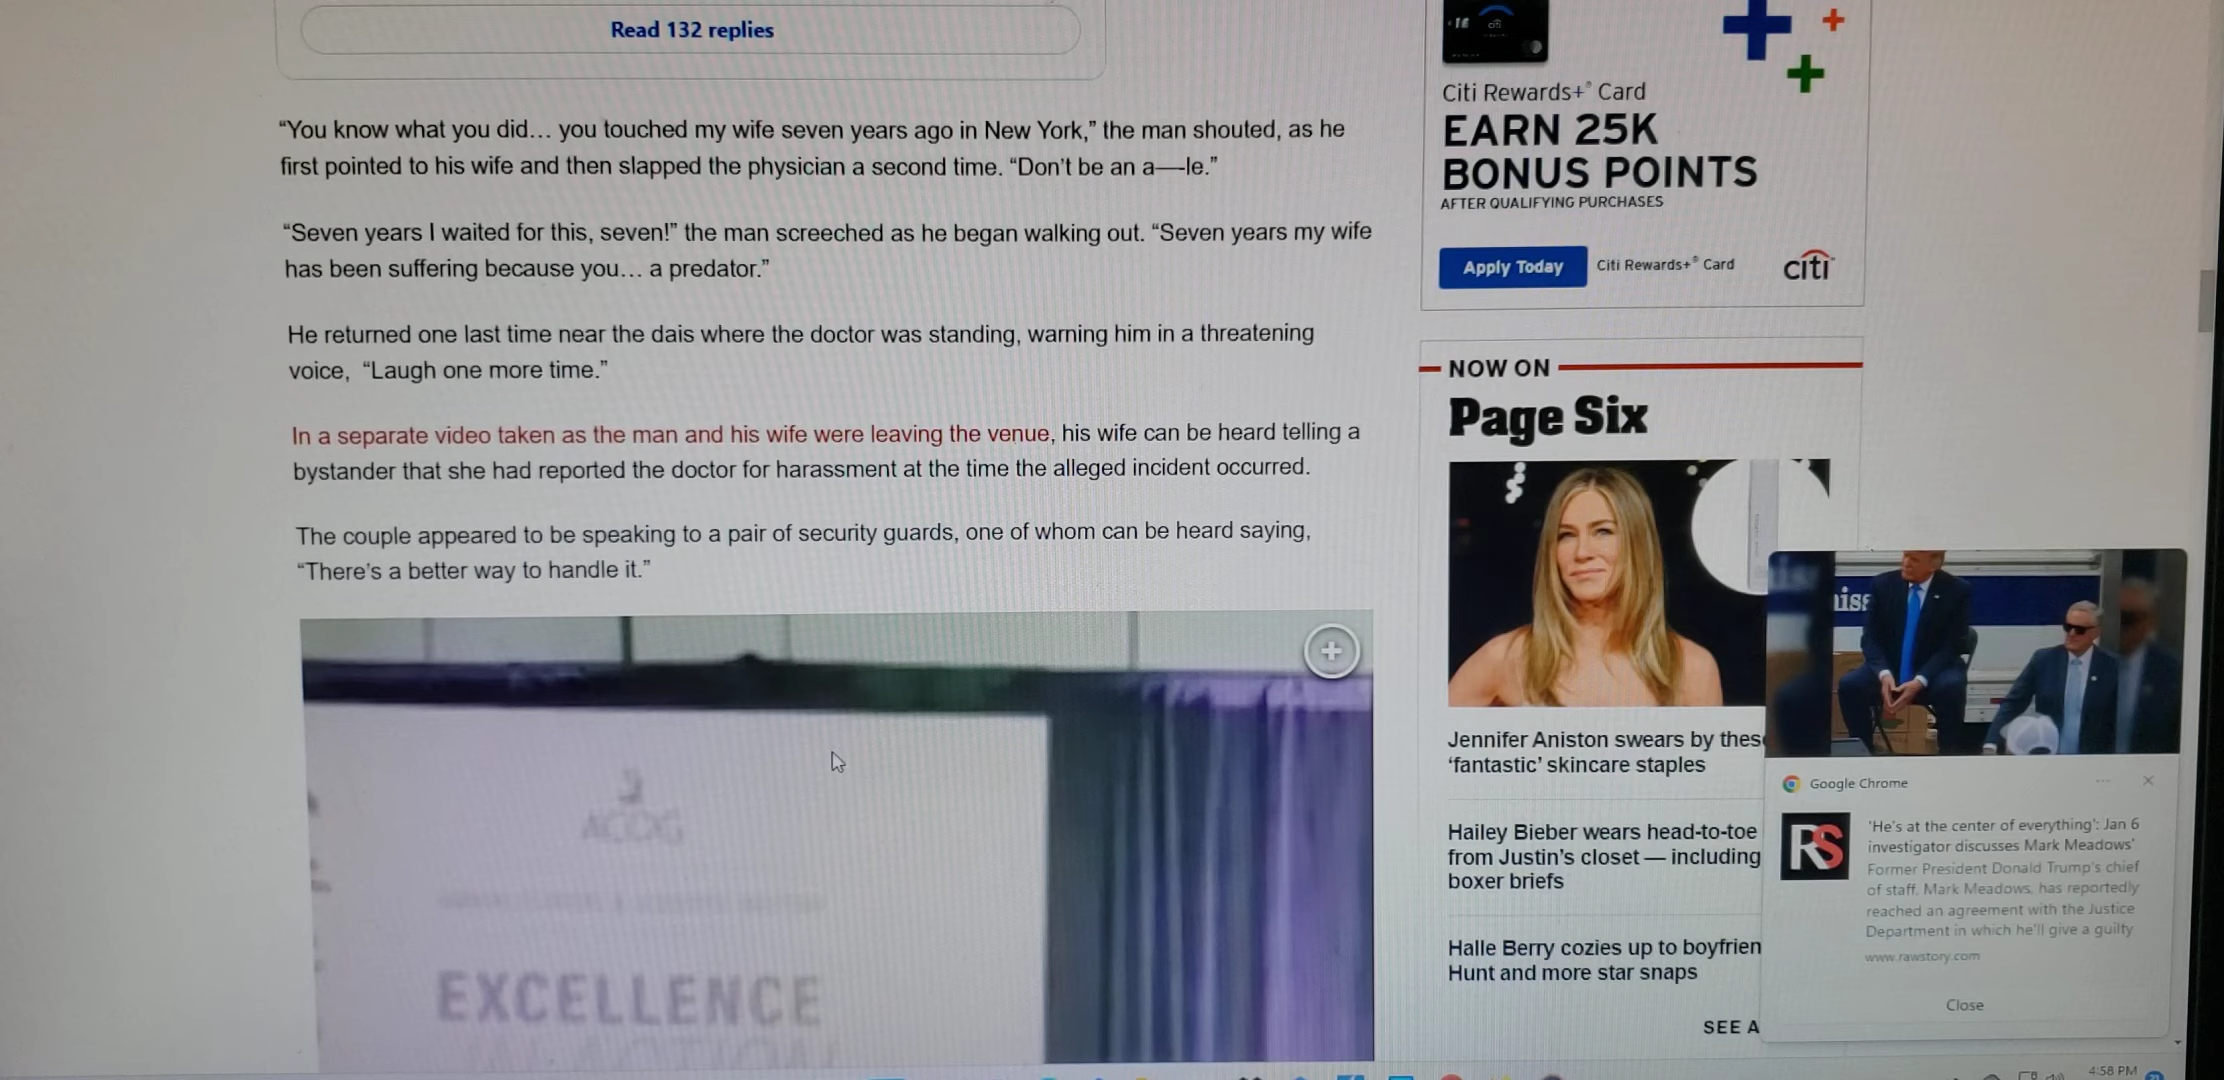 Read 132 replies
“You know what you did... you touched my wife seven years ago in New York,” the man shouted, as he
first pointed to his wife and then slapped the physician a second time. “Don't be an a—-le.”
“Seven years I waited for this, seven!” the man screeched as he began walking out. “Seven years my wife
has been suffering because you... a predator.”
He returned one last time near the dais where the doctor was standing, warning him in a threatening
voice, “Laugh one more time.”
In a separate video taken as the man and his wife were leaving the venue, his wife can be heard telling a
bystander that she had reported the doctor for harassment at the time the alleged incident occurred.
The couple appeared to be speaking to a pair of security guards, one of whom can be heard saying,
“There's a better way to handle it.”
ACOG
EXCELLENCE
citi
Citi Rewards+® Card
EARN 25K
BONUS POINTS
AFTER QUALIFYING PURCHASES
Apply Today
Citi Rewards+® Card
citi
NOW ON
Page Six
Jennifer Aniston swears by thes
‘fantastic’ skincare staples
Hailey Bieber wears head-to-toe
from Justin's closet — including
boxer briefs
Halle Berry cozies up to boyfrien
Hunt and more star snaps
SEE A
Google Chrome
RS
'He's at the center of everything': Jan 6
investigator discusses Mark Meadows'
Former President Donald Trump's chief
of staff, Mark Meadows, has reportedly
reached an agreement with the Justice
Department in which he'll give a guilty
www.rawstory.com
Close
4:58 PM